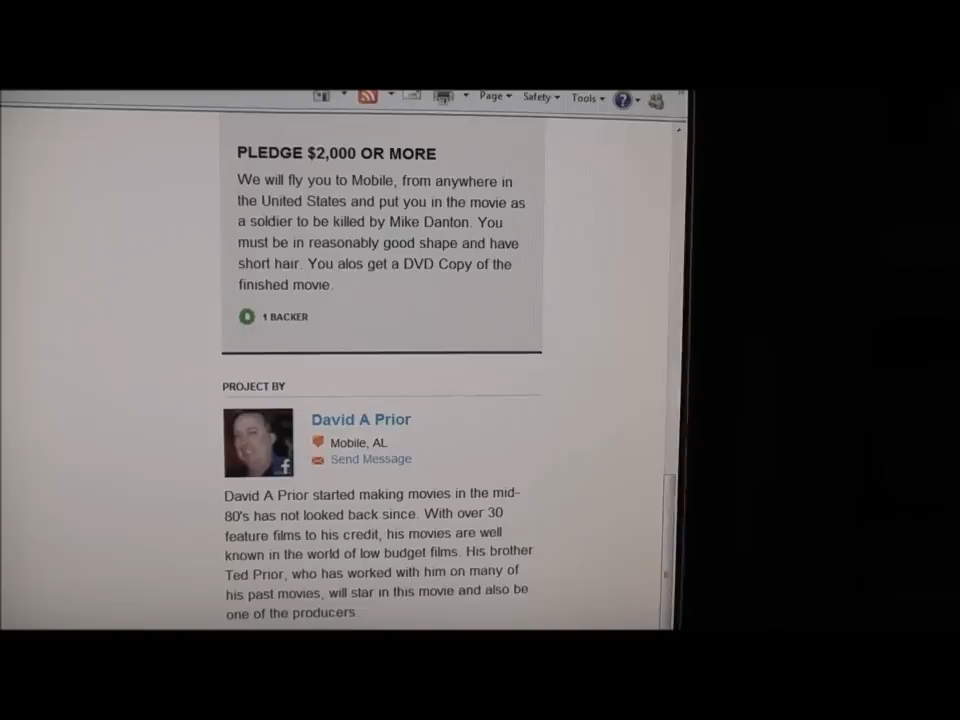 Page Safety Tools
PLEDGE $2,000 OR MORE
We will fly you to Mobile, from anywhere in
the United States and put you in the movie as
a soldier to be killed by Mike Danton. You
must be in reasonably good shape and have
short hair. You alos get a DVD Copy of the
finished movie.
1 BACKER
PROJECT BY
David A Prior
Mobile, AL
Send Message
David A Prior started making movies in the mid-
80's has not looked back since. With over 30
feature films to his credit, his movies are well
known in the world of low budget films. His brother
Ted Prior, who has worked with him on many of
his past movies, will star in this movie and also be
one of the producers